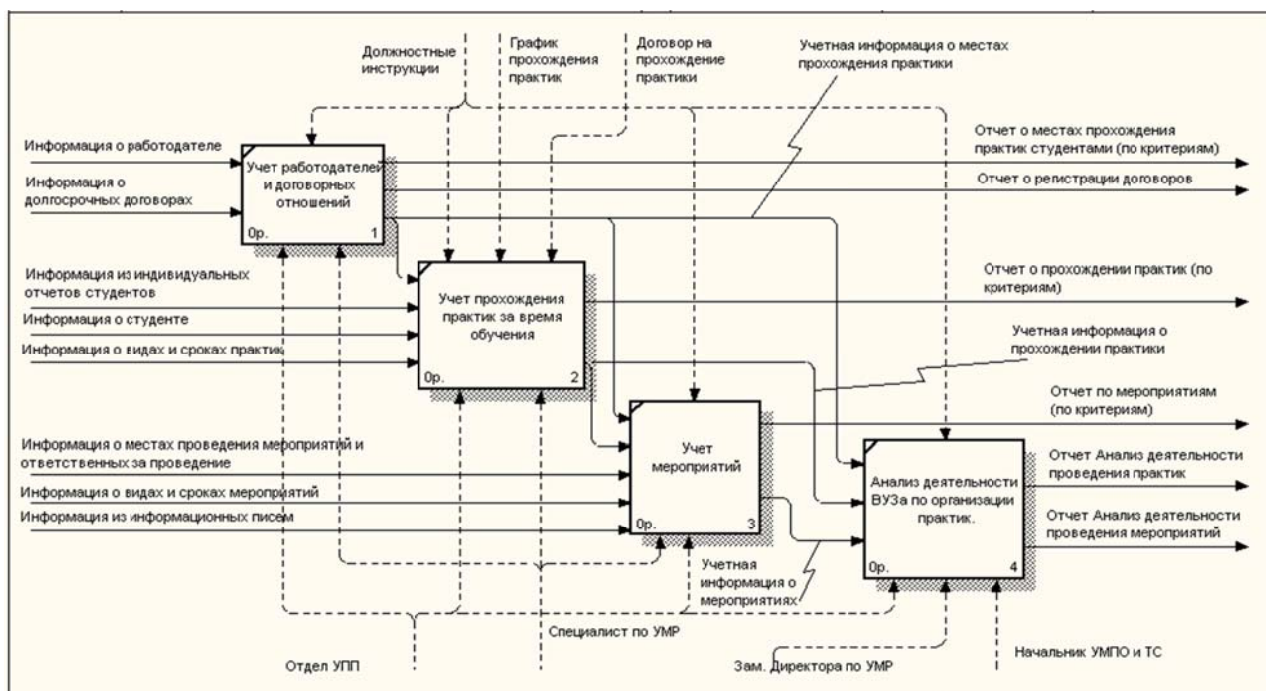 Должностные
инструкции
График
прохождения
практик
Договор на
прохождение
практики
Учетная информация о местах
прохождения практики
Информация о работодателе
Информация о
долгосрочных договорах
Учет работодателей
и договорных
отношений
0р.
1
Отчет о местах прохождения
практик студентами (по критериям)
Отчет о регистрации договоров
Информация из индивидуальных
отчетов студентов
Информация о студенте
Информация о видах и сроках практик
Учет прохождения
практик за время
обучения
0р.
2
Отчет о прохождении практик (по
критериям)
Учетная информация о
прохождении практики
Информация о местах проведения мероприятий и
ответственных за проведение
Информация о видах и сроках мероприятий
Информация из информационных писем
Учет
мероприятий
0р.
3
Отчет по мероприятиям
(по критериям)
Анализ деятельности
ВУЗа по организации
практик.
0р.
4
Отчет Анализ деятельности
проведения практик
Отчет Анализ деятельности
проведения мероприятий
Учетная
информация о
мероприятиях
Отдел УПП
Специалист по УМР
Зам. Директора по УМР
Начальник УМПО и ТС